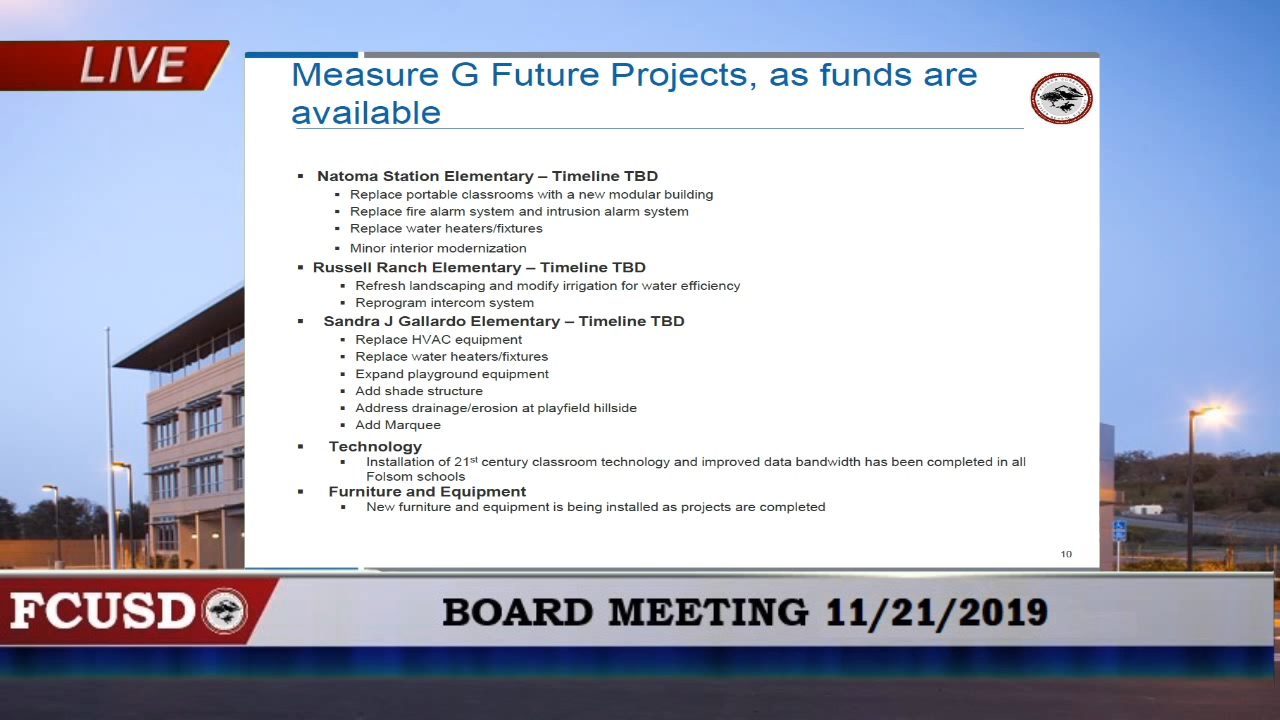 LIVE
Measure G Future Projects, as funds are
available
▪ Natoma Station Elementary – Timeline TBD
▪ Replace portable classrooms with a new modular building
▪ Replace fire alarm system and intrusion alarm system
▪ Replace water heaters/fixtures
▪ Minor interior modernization
▪ Russell Ranch Elementary – Timeline TBD
▪ Refresh landscaping and modify irrigation for water efficiency
▪ Reprogram intercom system
▪ Sandra J Gallardo Elementary – Timeline TBD
▪ Replace HVAC equipment
▪ Replace water heaters/fixtures
▪ Expand playground equipment
▪ Add shade structure
▪ Address drainage/erosion at playfield hillside
▪ Add Marquee
▪ Technology
▪ Installation of 21st century classroom technology and improved data bandwidth has been completed in all
Folsom schools
▪ Furniture and Equipment
▪ New furniture and equipment is being installed as projects are completed
10
FCUSD
BOARD MEETING 11/21/2019